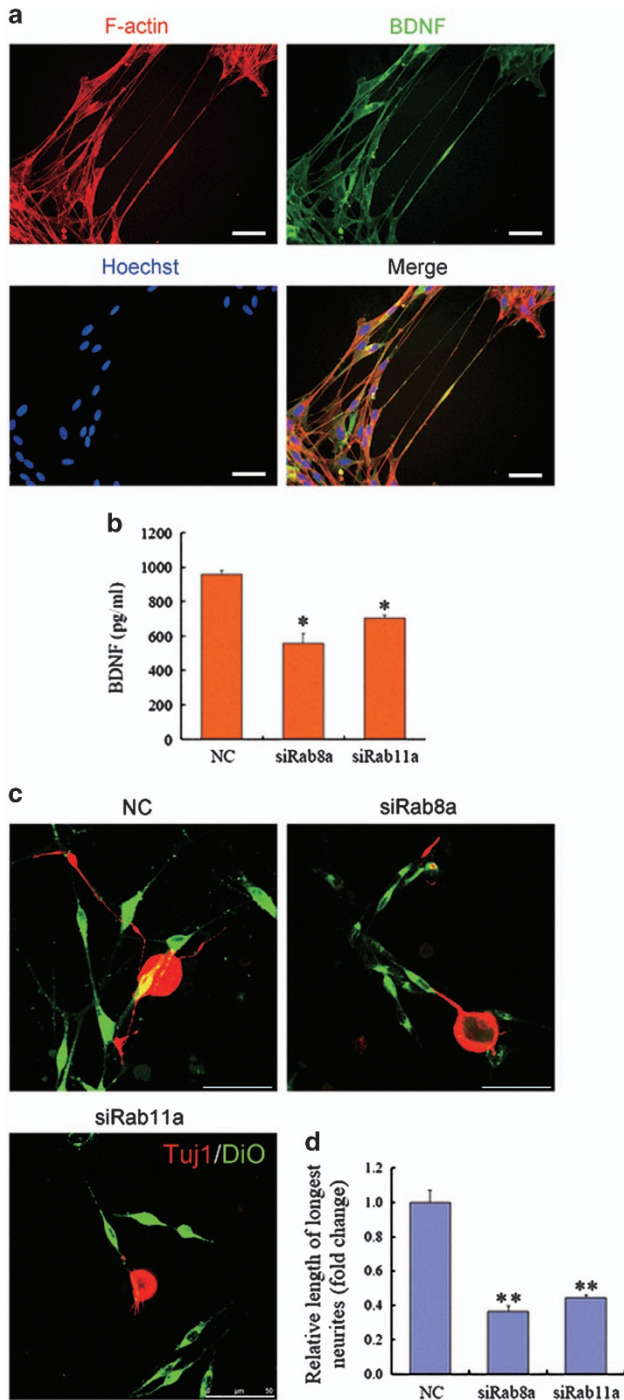 a
F-actin
BDNF
Hoechst
Merge
b
1200
1000
800
600
400
200
0
BDNF (pg/ml)
*
*
NC
siRab8a
siRab11a
c
NC
siRab8a
siRab11a
Tuj1/DiO
µm 50
d
1.2
1.0
0.8
0.6
0.4
0.2
0.0
Relative length of longest
neurites (fold change)
**
**
NC
siRab8a
siRab11a